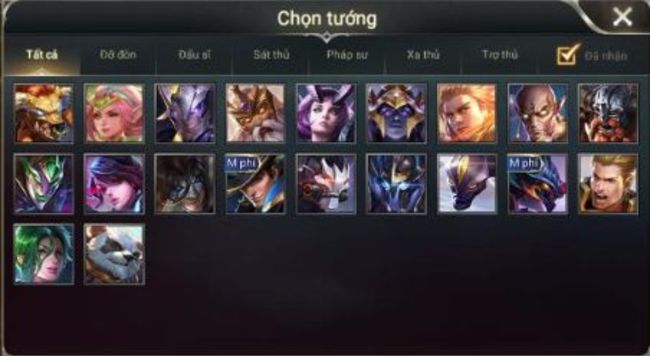 Chọn tướng
Tất cả Đỡ đòn Đấu sĩ Sát thủ Pháp sư Xạ thủ Trợ thủ Đã nhận
M phí M phí